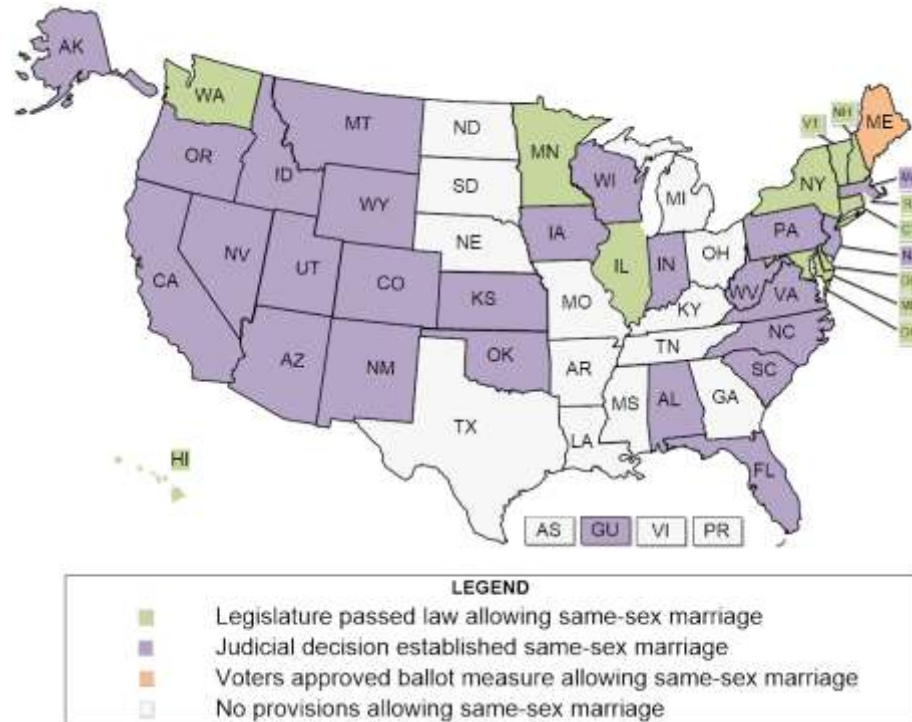 AK
WA
MT
ND
MN
VT
NH
ME
OR
ID
SD
WI
NY
WY
MI
IA
NE
PA
NV
UT
CO
IL
IN
OH
CA
KS
MO
WV
VA
KY
NC
TN
AZ
NM
OK
AR
SC
MS
AL
GA
TX
LA
HI
FL
AS
GU
VI
PR
LEGEND
Legislature passed law allowing same-sex marriage
Judicial decision established same-sex marriage
Voters approved ballot measure allowing same-sex marriage
No provisions allowing same-sex marriage